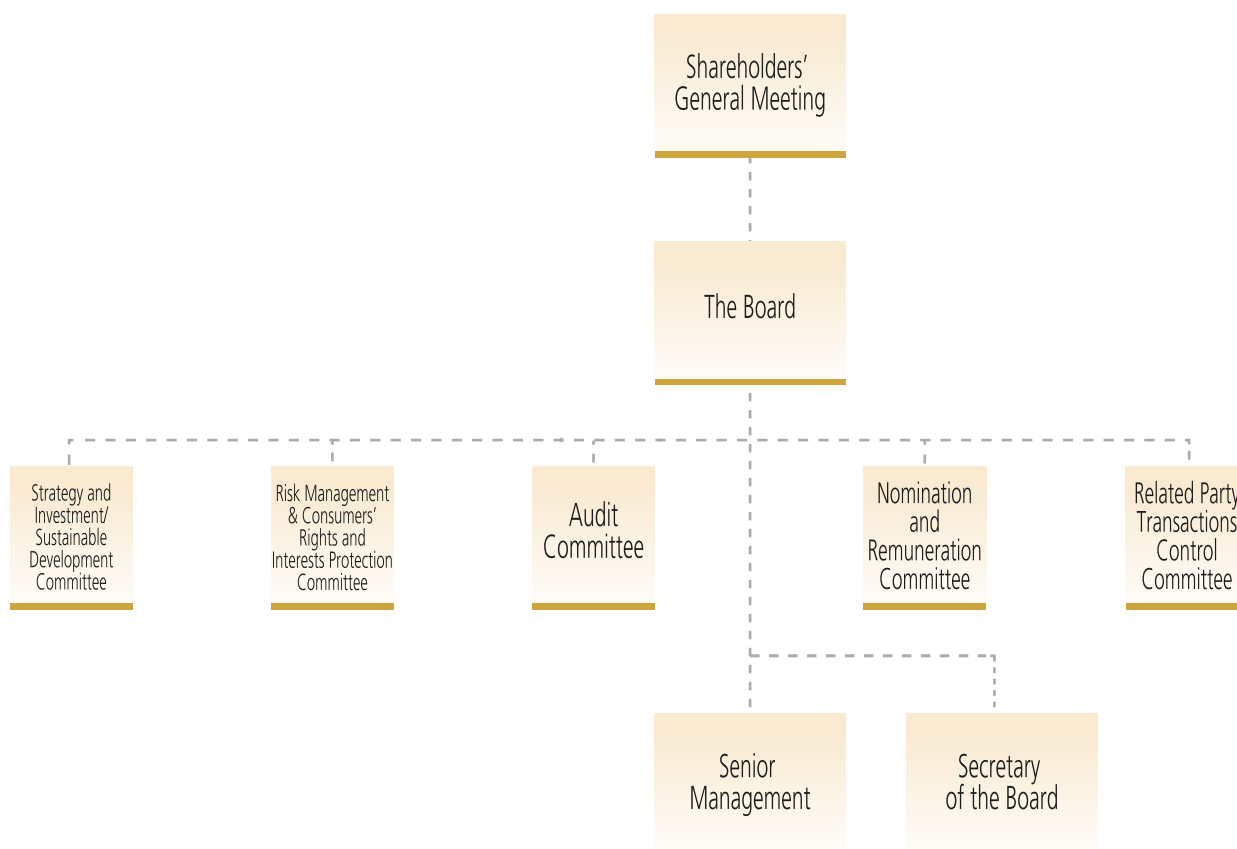 Shareholders’
General Meeting
The Board
Strategy and
Investment/
Sustainable
Development
Committee
Risk Management
& Consumers’
Rights and
Interests Protection
Committee
Audit
Committee
Nomination
and
Remuneration
Committee
Related Party
Transactions
Control
Committee
Senior
Management
Secretary
of the Board